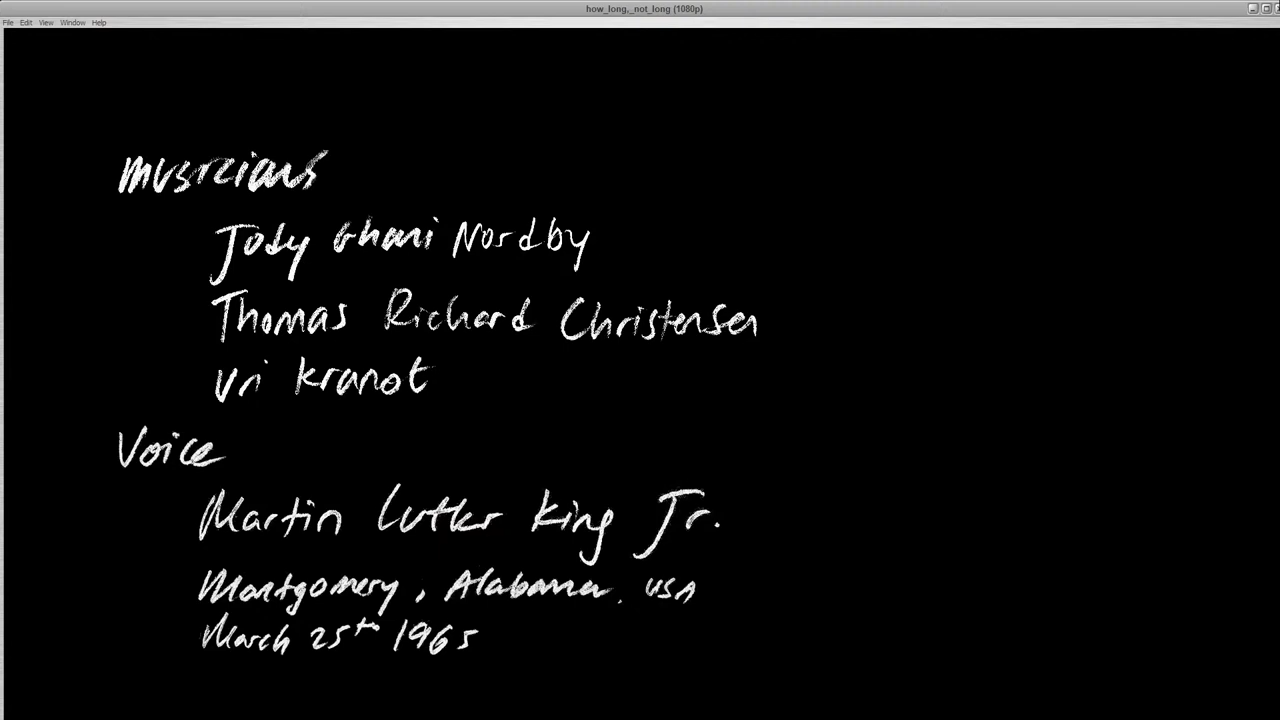 how_long,_not_long (1080p)
File Edit View Window Help
musicians
Jody Ghani Nordby
Thomas Richard Christensen
Uri Kranot
Voice
Martin Luther King Jr.
Montgomery, Alabama, USA
March 25th 1965